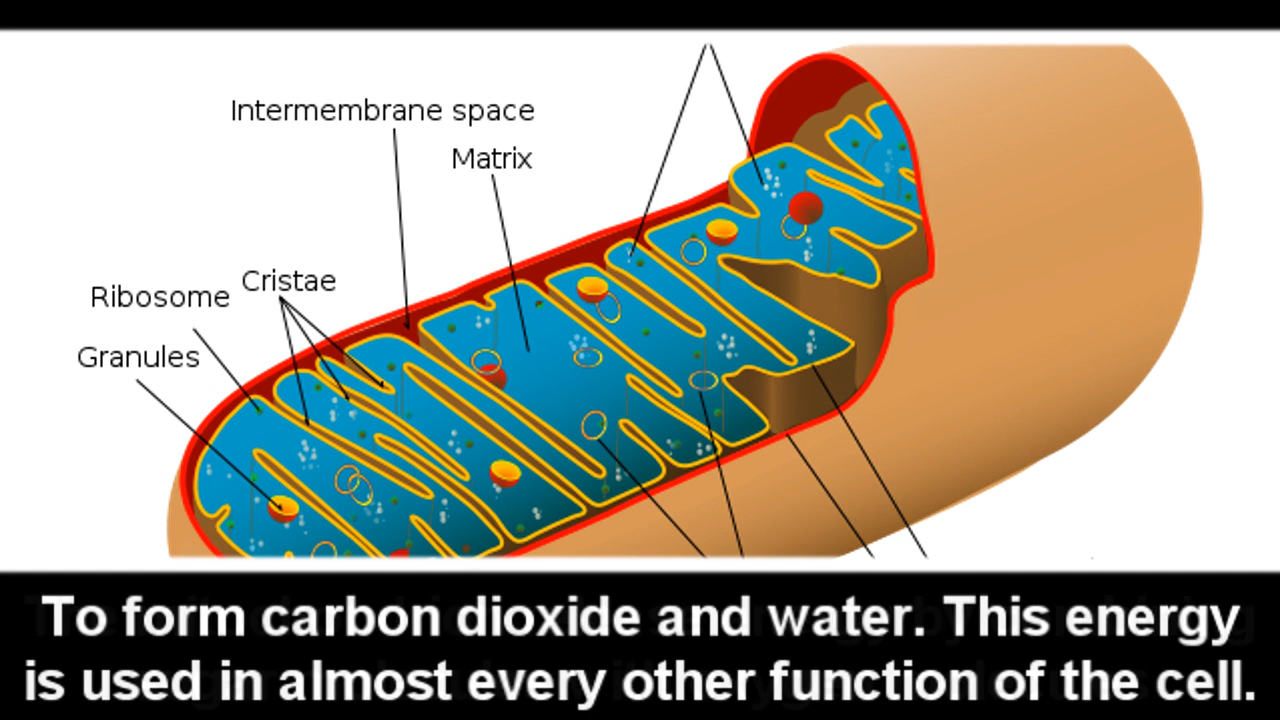 Intermembrane space
Matrix
Cristae
Ribosome
Granules
To form carbon dioxide and water. This energy
is used in almost every other function of the cell.